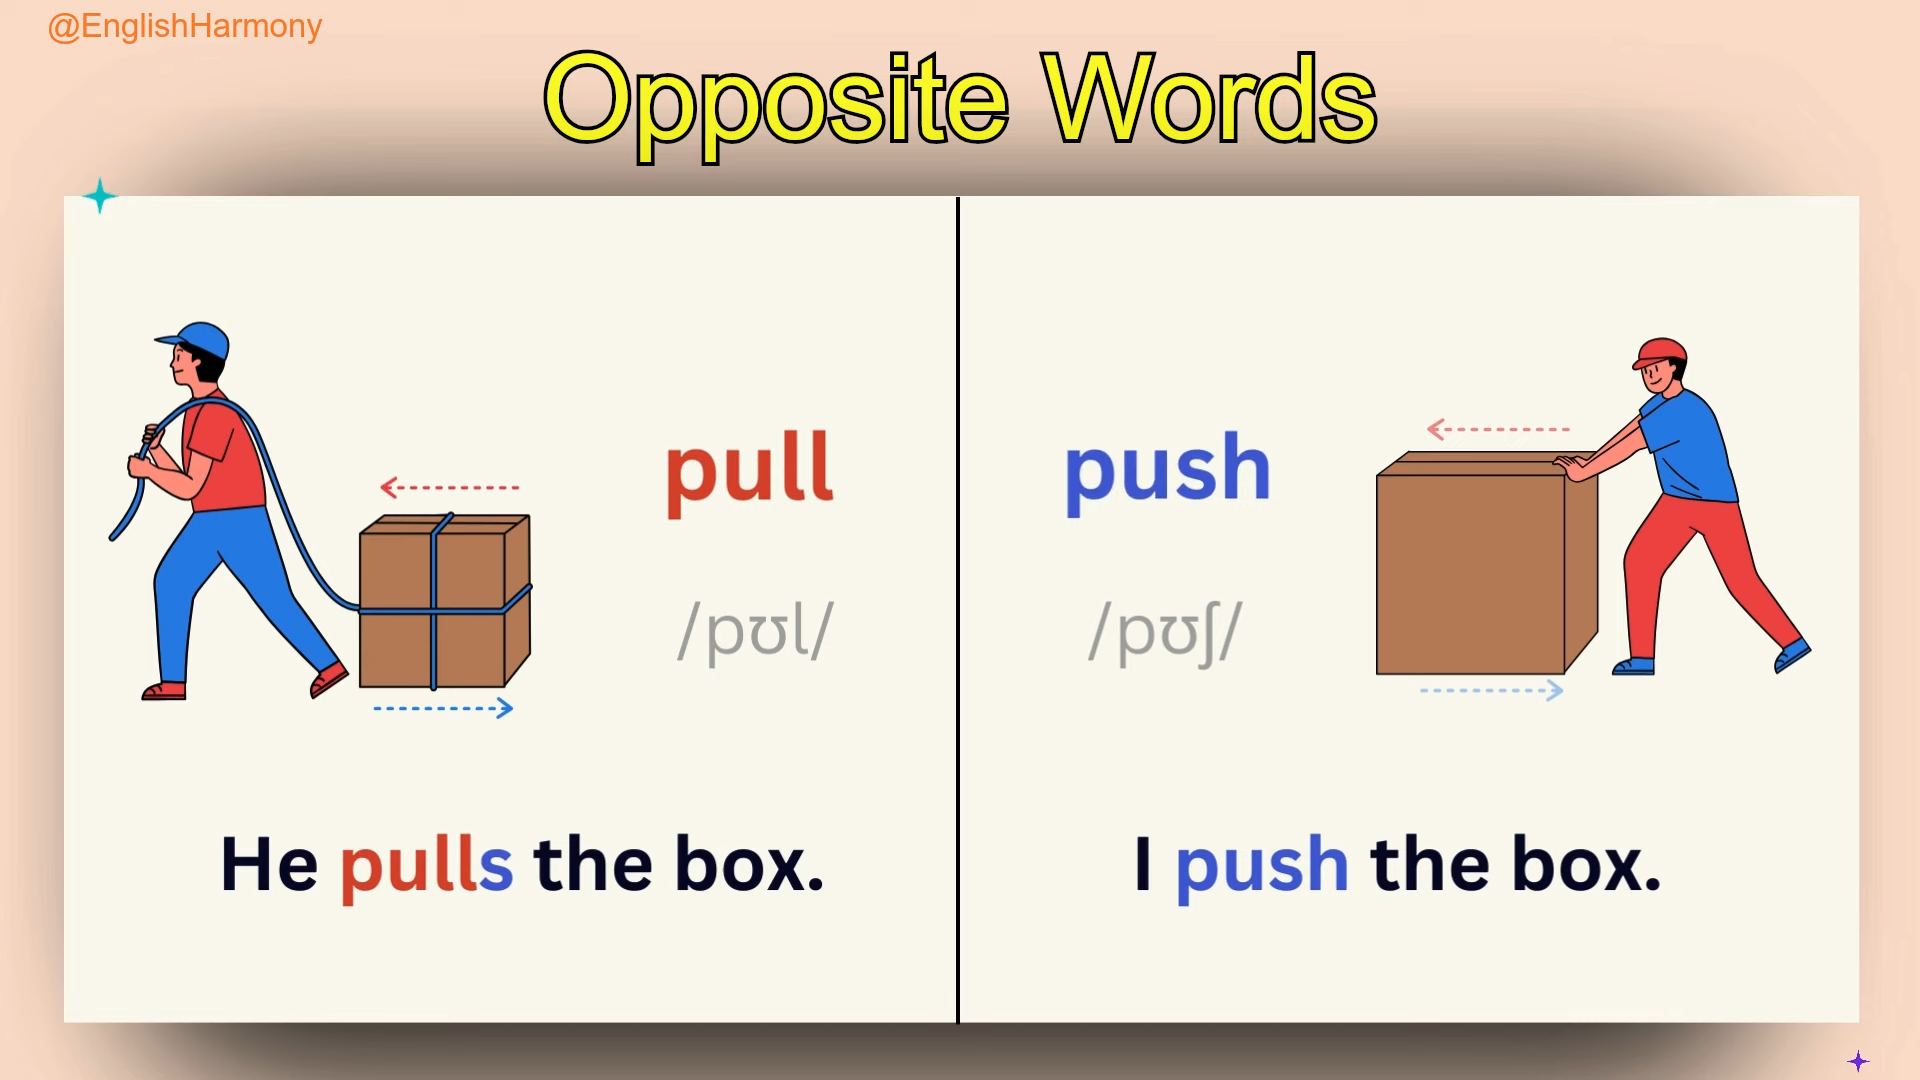 @EnglishHarmony
Opposite Words
pull
/pʊl/
He pulls the box.
push
/pʊʃ/
I push the box.